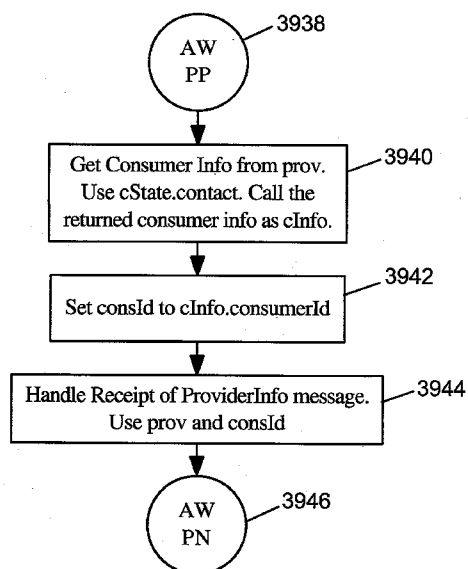 AW
PP
3938
Get Consumer Info from prov.
Use cState.contact. Call the
returned consumer info as cInfo.
3940
Set consId to cInfo.consumerId
3942
Handle Receipt of ProviderInfo message.
Use prov and consId
3944
AW
PN
3946